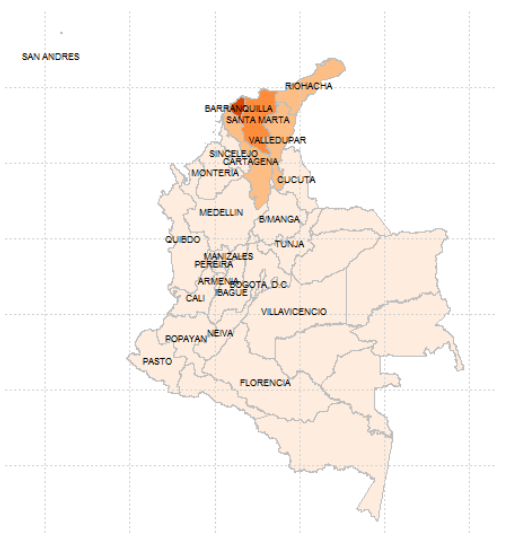 SAN ANDRES
RIOHACHA
BARRANQUILLA
SANTA MARTA
VALLEDUPAR
SINCELEJO
CARTAGENA
MONTERIA
CUCUTA
MEDELLIN
B/MANGA
QUIBDO
TUNJA
MANIZALES
PEREIRA
ARMENIA
BOGOTA, D.C.
IBAGUE
CALI
VILLAVICENCIO
NEIVA
POPAYAN
PASTO
FLORENCIA